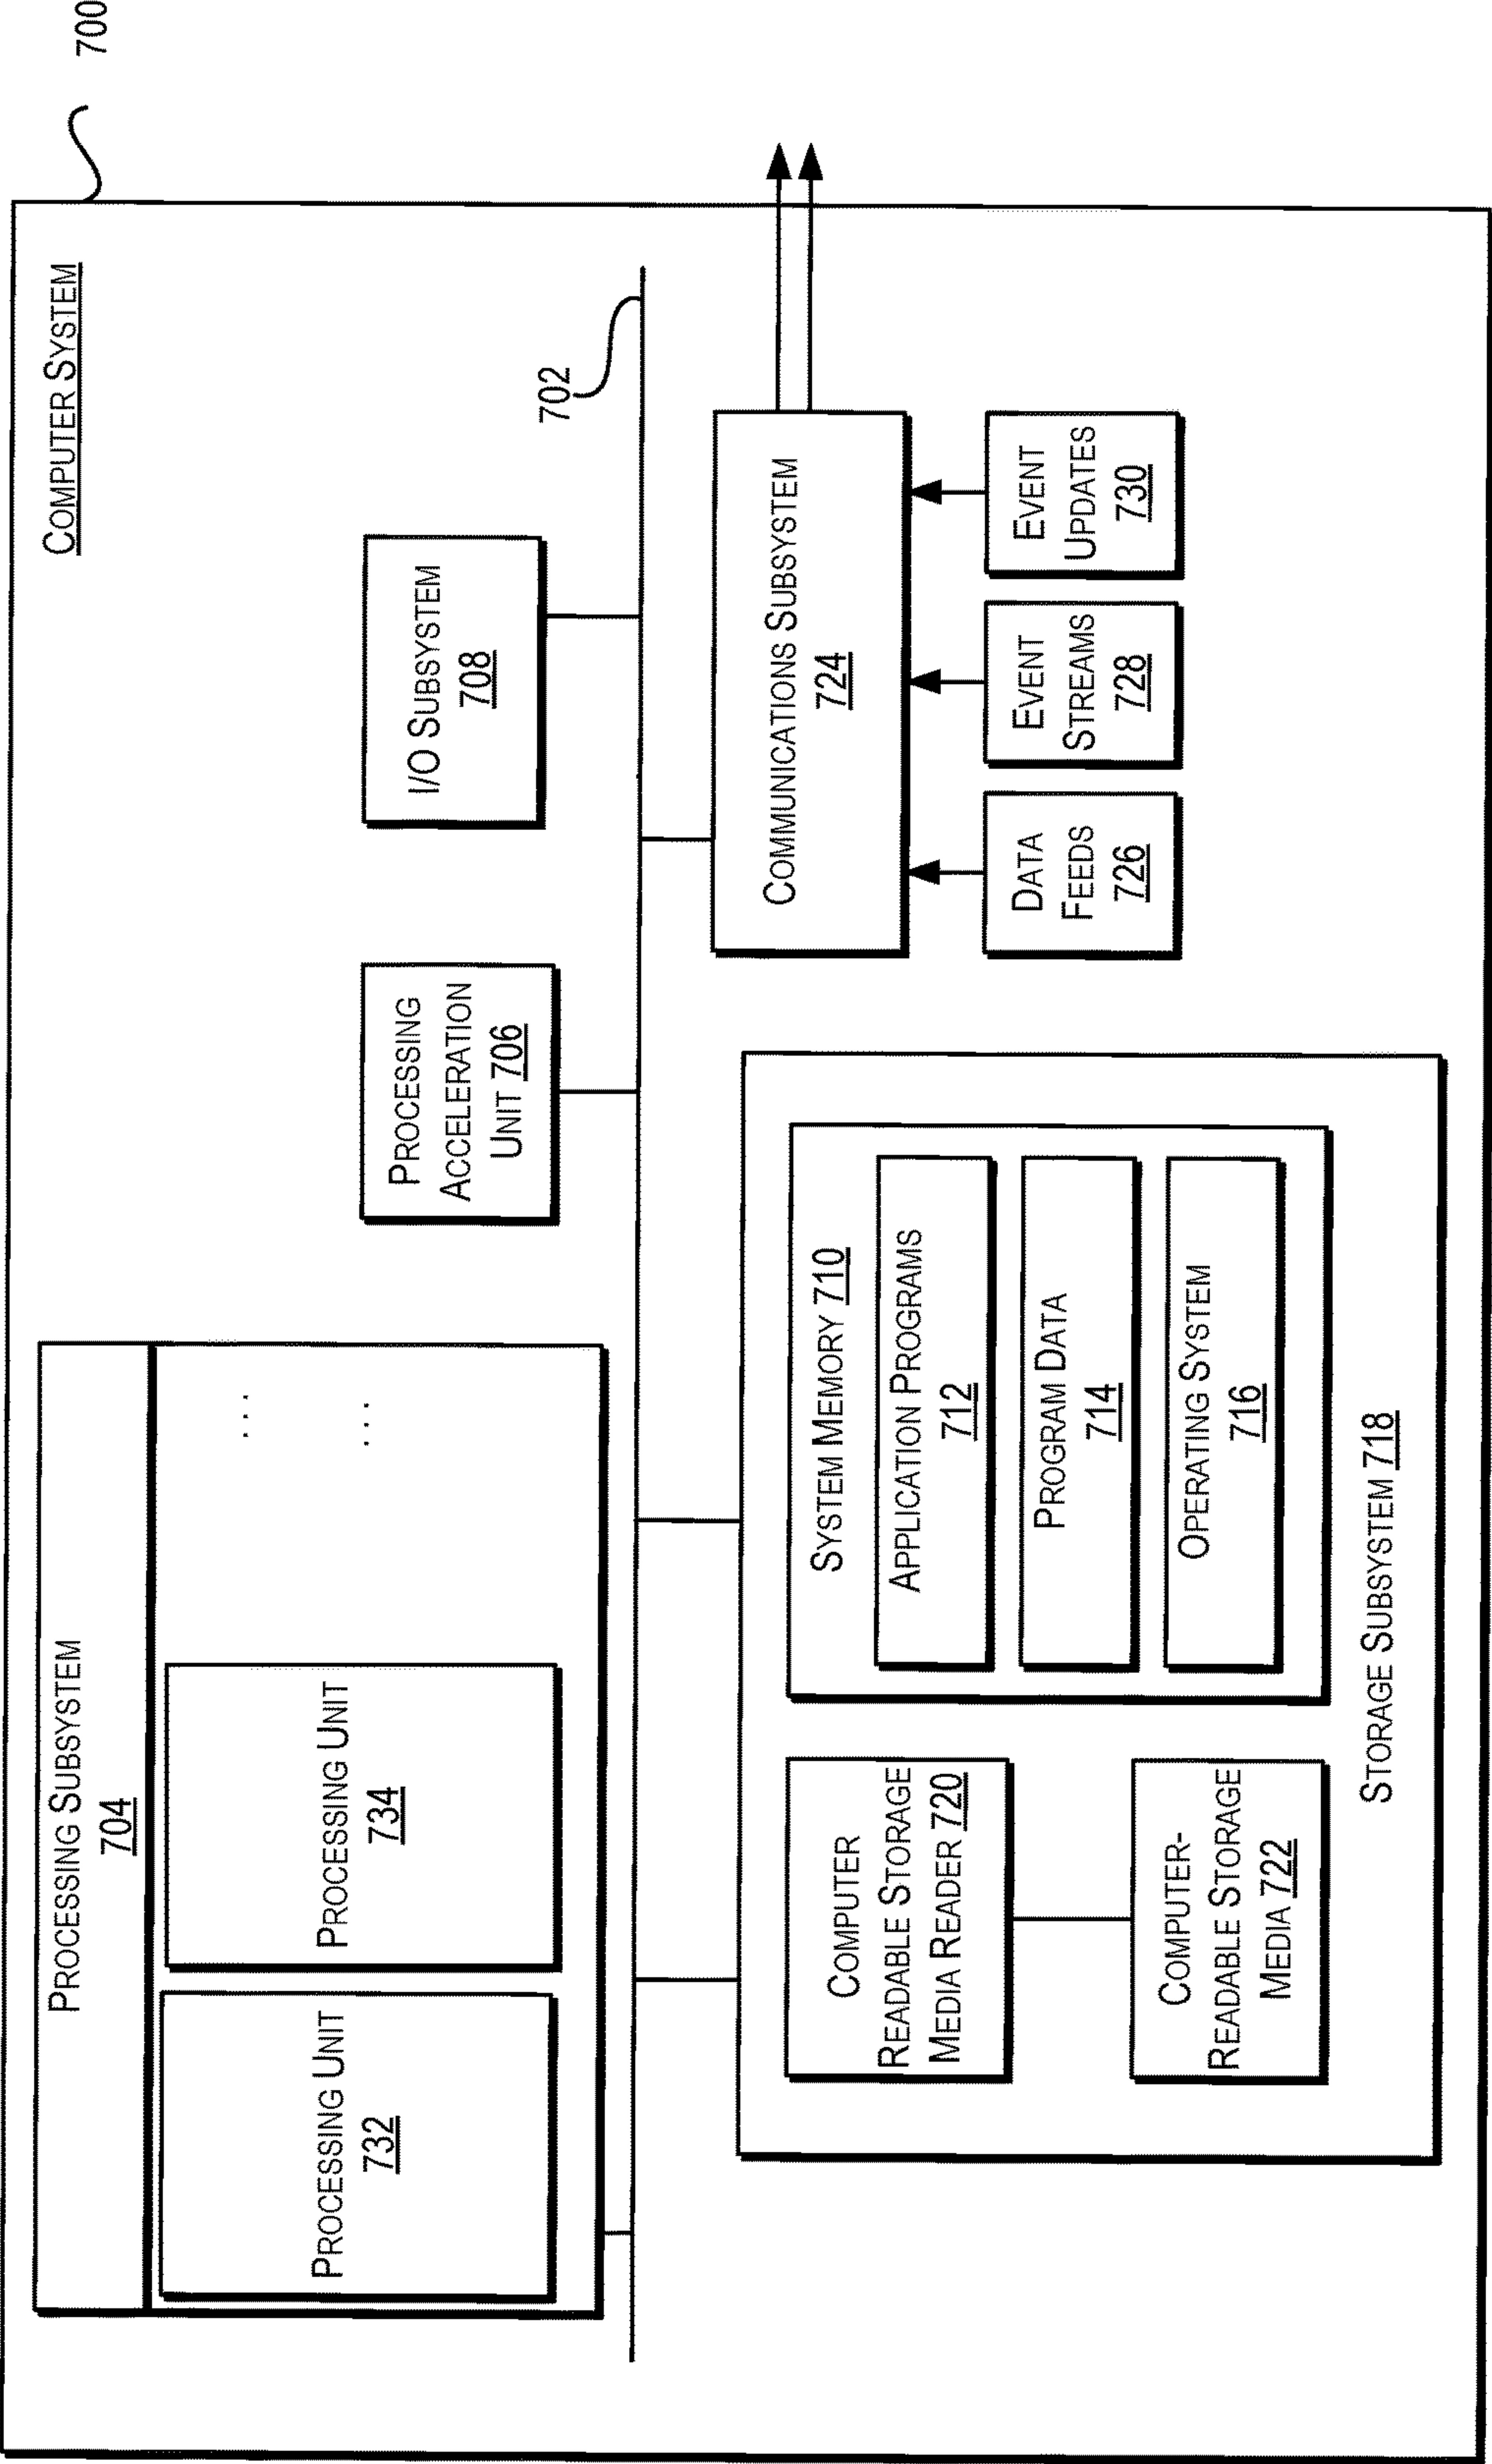 700
COMPUTER SYSTEM
PROCESSING SUBSYSTEM
704
PROCESSING UNIT
732
PROCESSING UNIT
734
...
...
PROCESSING
ACCELERATION
UNIT 706
I/O SUBSYSTEM
708
702
COMPUTER
READABLE STORAGE
MEDIA READER 720
COMPUTER-
READABLE STORAGE
MEDIA 722
SYSTEM MEMORY 710
APPLICATION PROGRAMS
712
PROGRAM DATA
714
OPERATING SYSTEM
716
STORAGE SUBSYSTEM 718
COMMUNICATIONS SUBSYSTEM
724
DATA
FEEDS
726
EVENT
STREAMS
728
EVENT
UPDATES
730